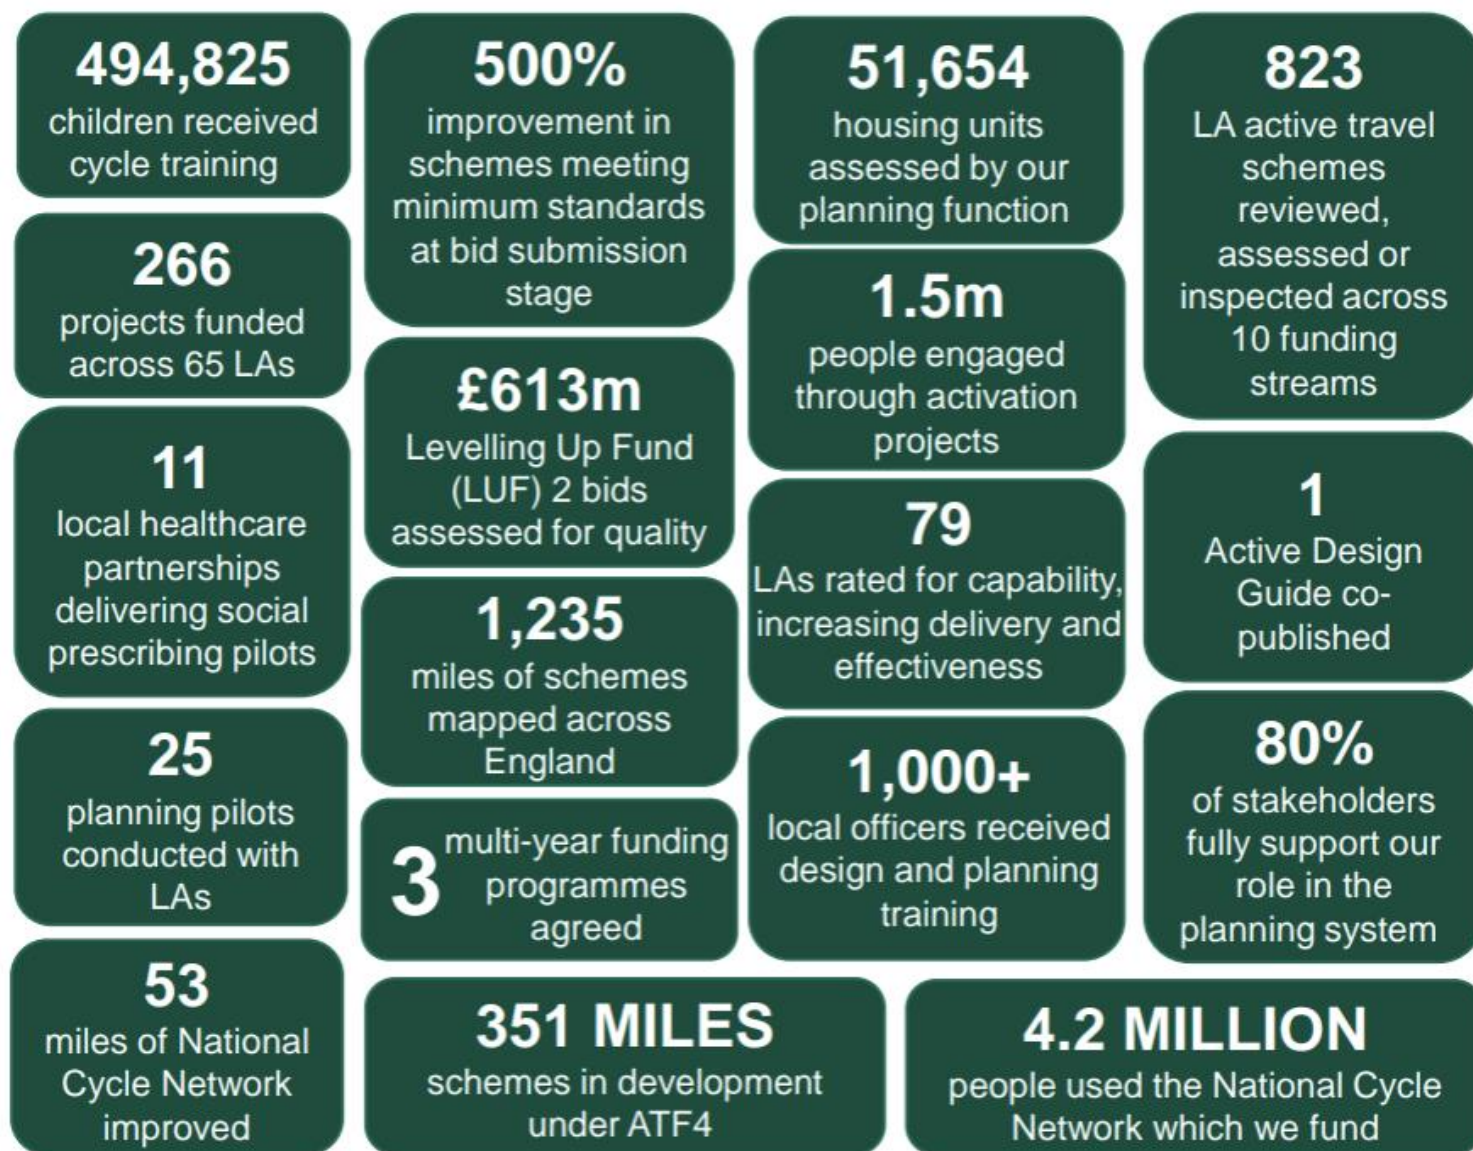 494,825
children received
cycle training
266
projects funded
across 65 LAs
11
local healthcare
partnerships
delivering social
prescribing pilots
25
planning pilots
conducted with
LAs
53
miles of National
Cycle Network
improved
500%
improvement in
schemes meeting
minimum standards
at bid submission
stage
£613m
Levelling Up Fund
(LUF) 2 bids
assessed for quality
1,235
miles of schemes
mapped across
England
3
multi-year funding
programmes
agreed
51,654
housing units
assessed by our
planning function
1.5m
people engaged
through activation
projects
79
LAs rated for capability,
increasing delivery and
effectiveness
1,000+
local officers received
design and planning
training
823
LA active travel
schemes
reviewed,
assessed or
inspected across
10 funding
streams
1
Active Design
Guide co-
published
80%
of stakeholders
fully support our
role in the
planning system
351 MILES
schemes in development
under ATF4
4.2 MILLION
people used the National Cycle
Network which we fund